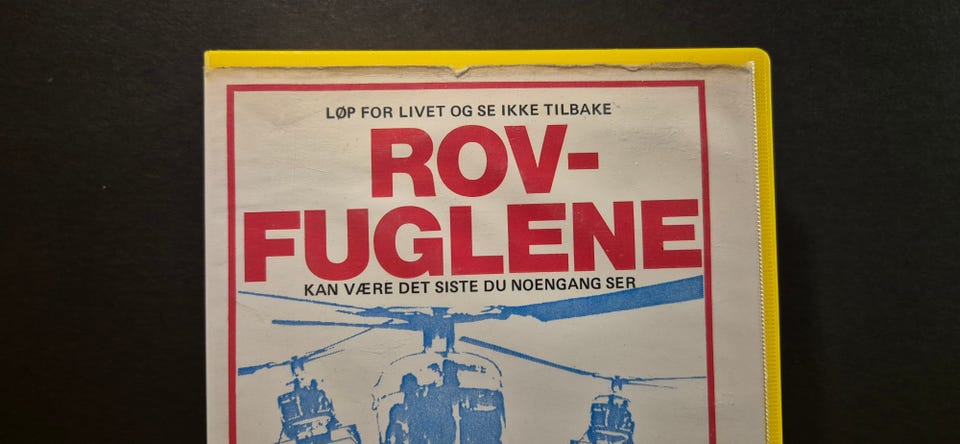 LØP FOR LIVET OG SE IKKE TILBAKE
ROV-
FUGLENE
KAN VÆRE DET SISTE DU NOENGANG SER